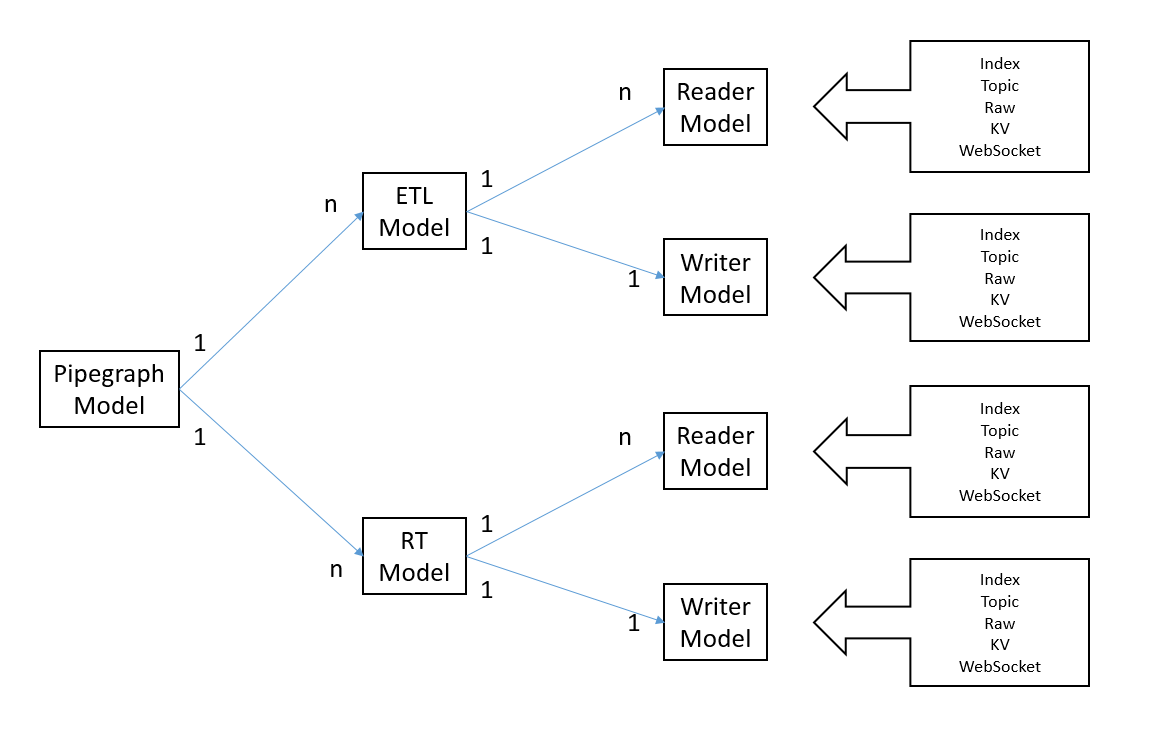 Pipegraph
Model
1
1
n
n
ETL
Model
1
1
n
1
Reader
Model
Writer
Model
Index
Topic
Raw
KV
WebSocket
Index
Topic
Raw
KV
WebSocket
RT
Model
1
1
n
1
Reader
Model
Writer
Model
Index
Topic
Raw
KV
WebSocket
Index
Topic
Raw
KV
WebSocket